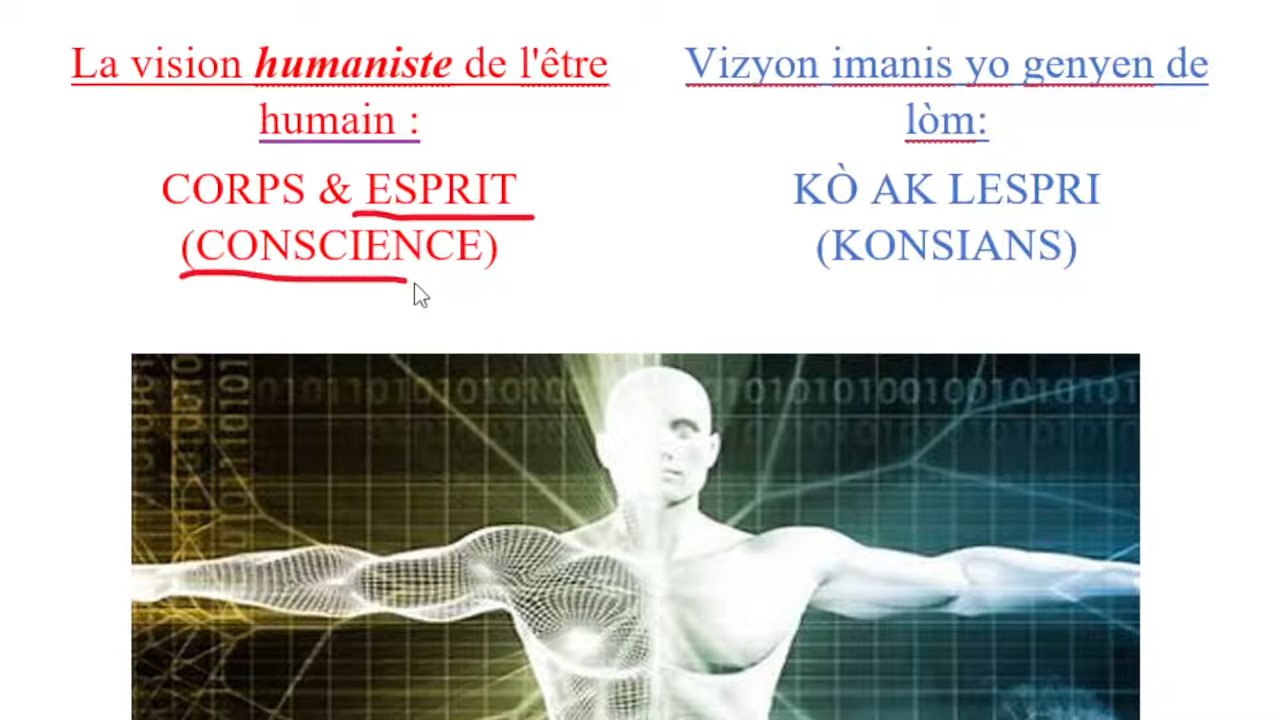 La vision humaniste de l'être
humain :
CORPS & ESPRIT
(CONSCIENCE)
Vizyon imanis yo genyen de
lòm:
KÒ AK LESPRI
(KONSIANS)